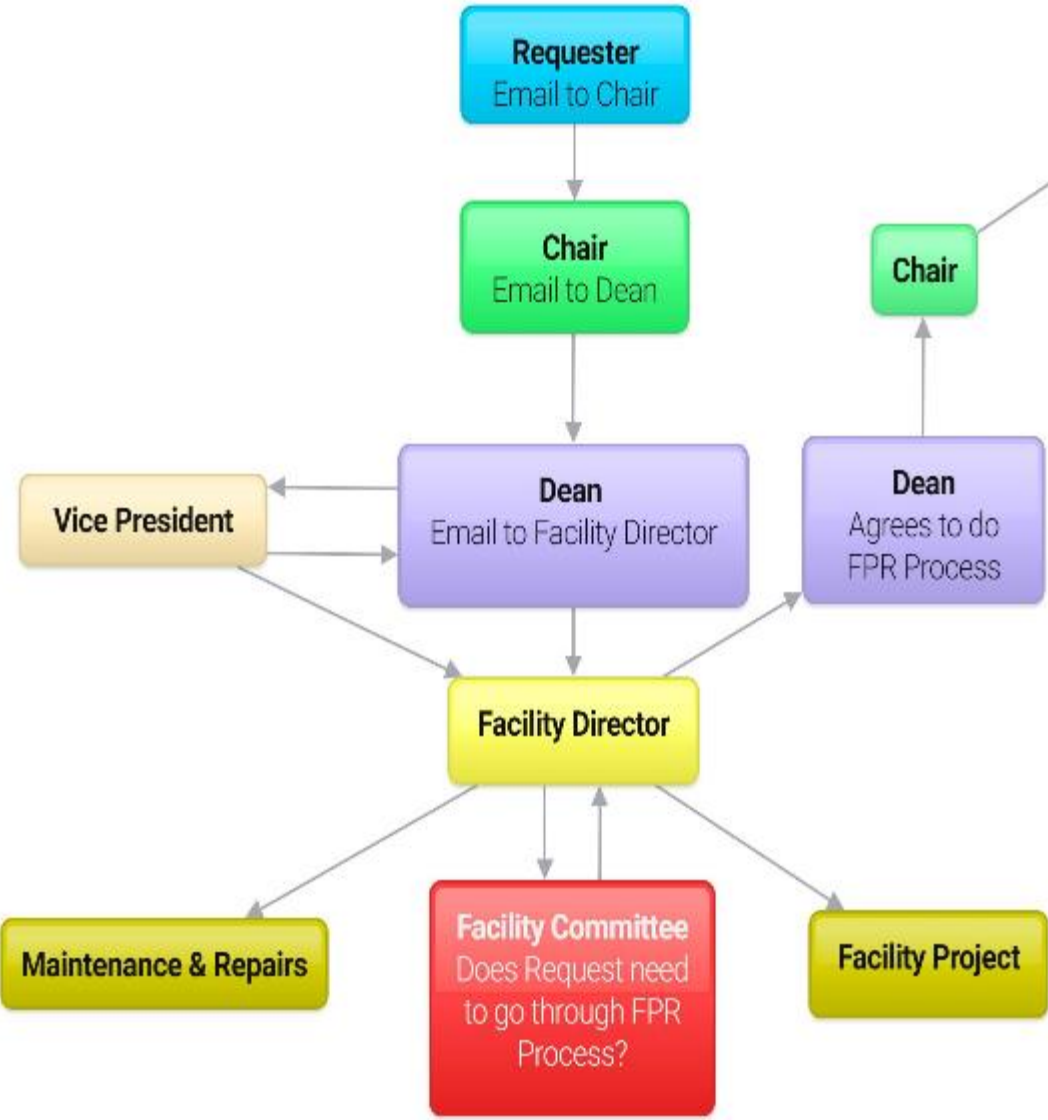 Requester
Email to Chair
Chair
Email to Dean
Chair
Vice President
Dean
Email to Facility Director
Dean
Agrees to do
FPR Process
Facility Director
Maintenance & Repairs
Facility Committee
Does Request need
to go through FPR
Process?
Facility Project